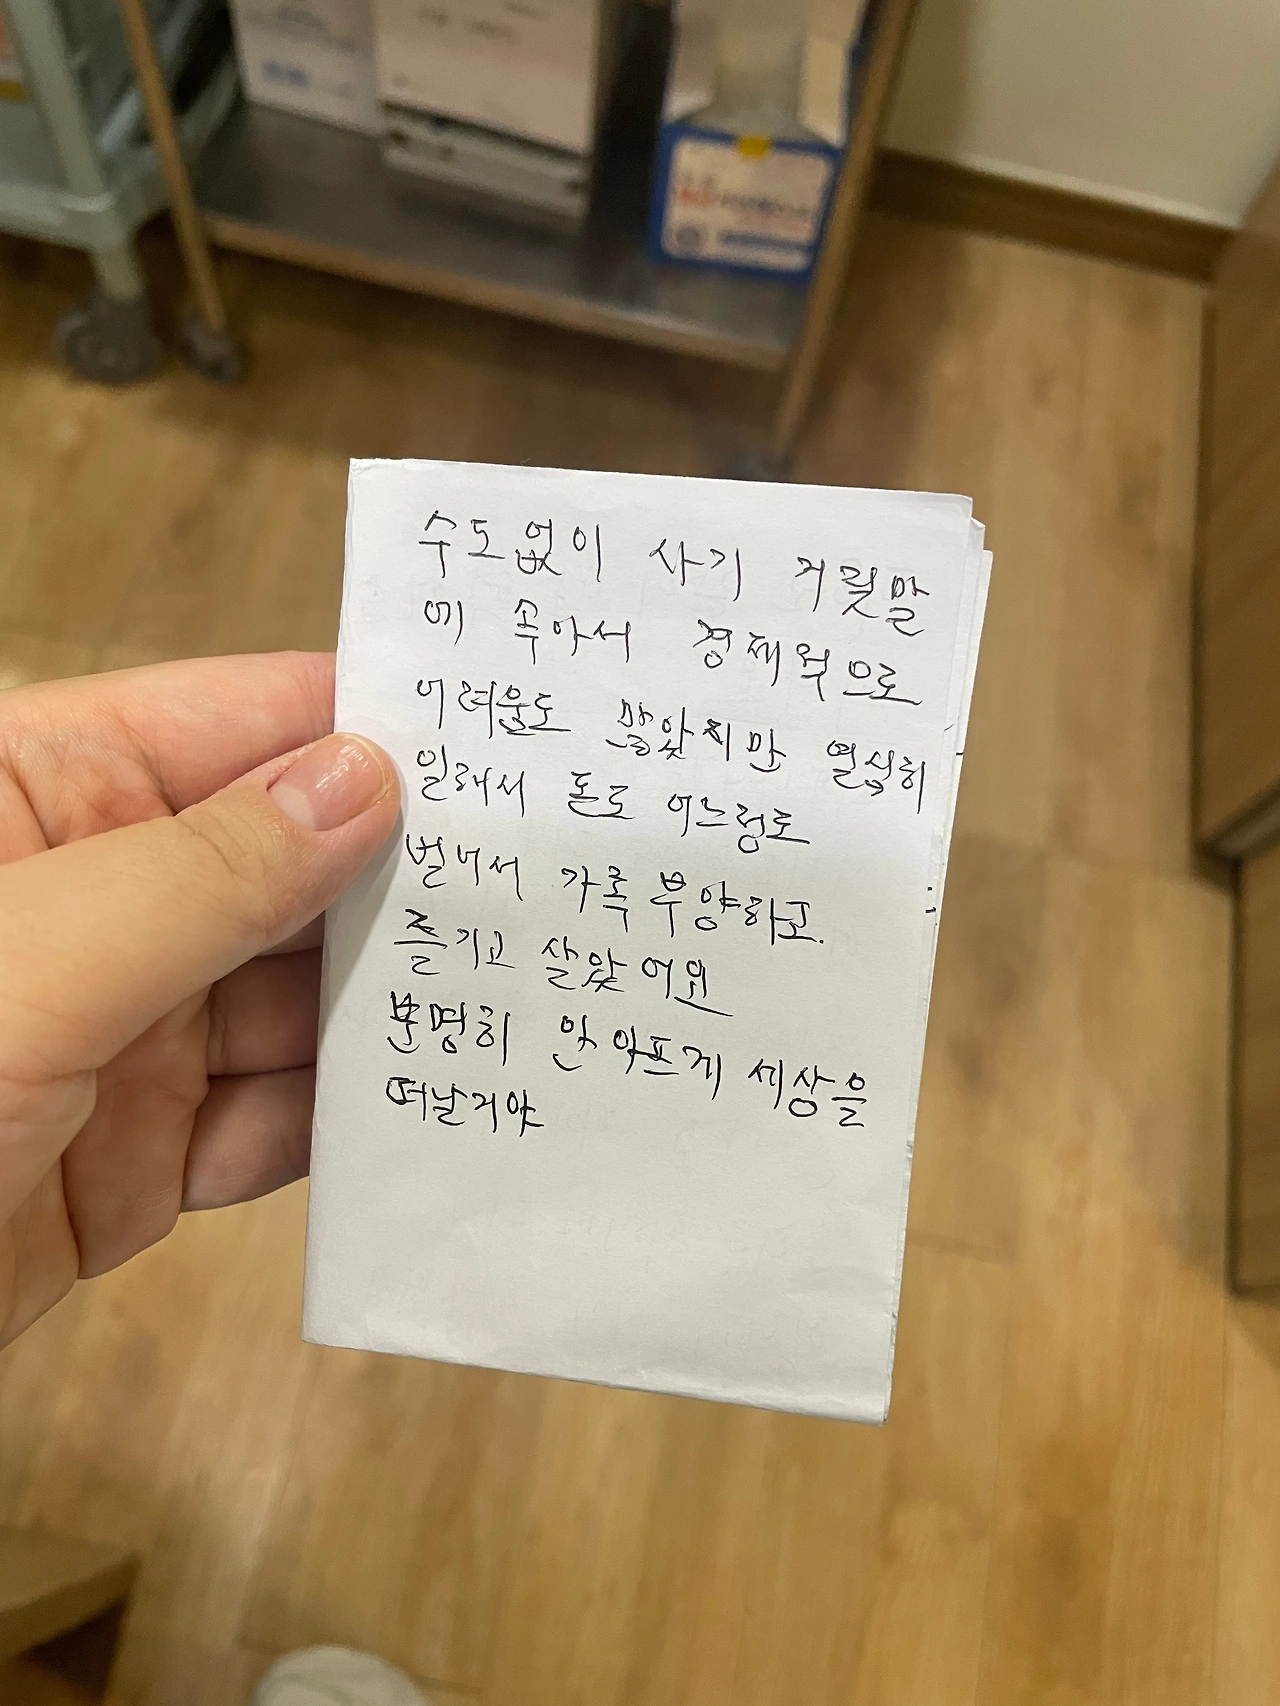 수도없이 사기 거짓말
에 속아서 경제적으로
어려움도 많았지만 열심히
일해서 돈도 어느정도
벌어서 가족부양하고.
즐기고 살았어요
분명히 안아프게 세상을
떠날거야